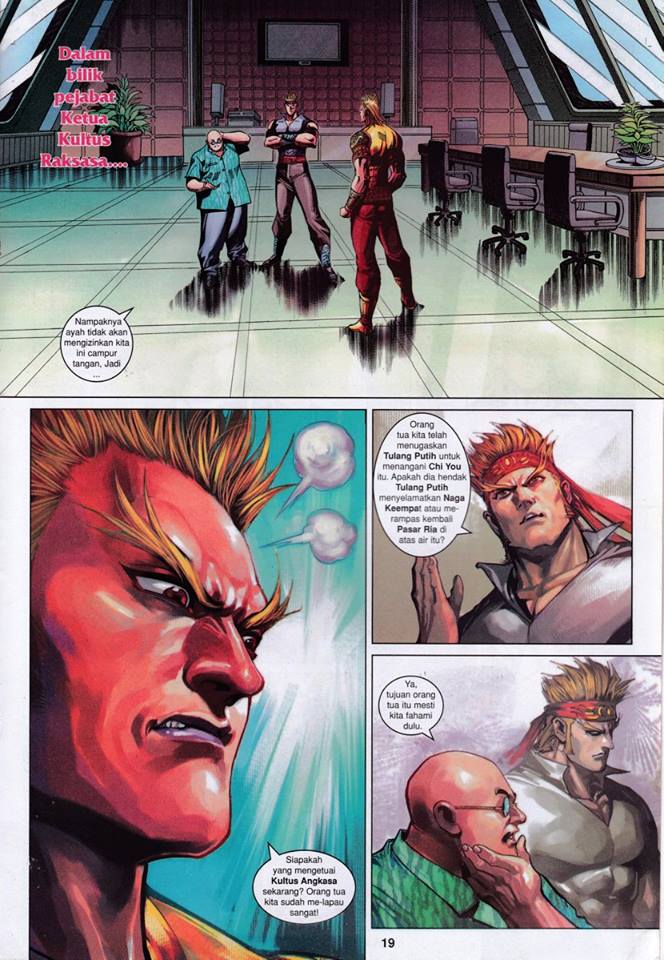 Dalam
bilik
pejabat
Ketua
Kultus
Raksasa....
Nampaknya
ayah tidak akan
mengizinkan kita
ini campur
tangan, Jadi
...
Orang
tua kita telah
menugaskan
Tulang Putih untuk
menangani Chi You
itu. Apakah dia hendak
Tulang Putih
menyelamatkan Naga
Keempat atau me-
rampas kembali
Pasar Ria di
atas air itu?
Ya,
tujuan orang
tua itu mesti
kita fahami
dulu.
Siapakah
yang mengetuai
Kultus Angkasa
sekarang? Orang tua
kita sudah me-lapau
sangat!
19